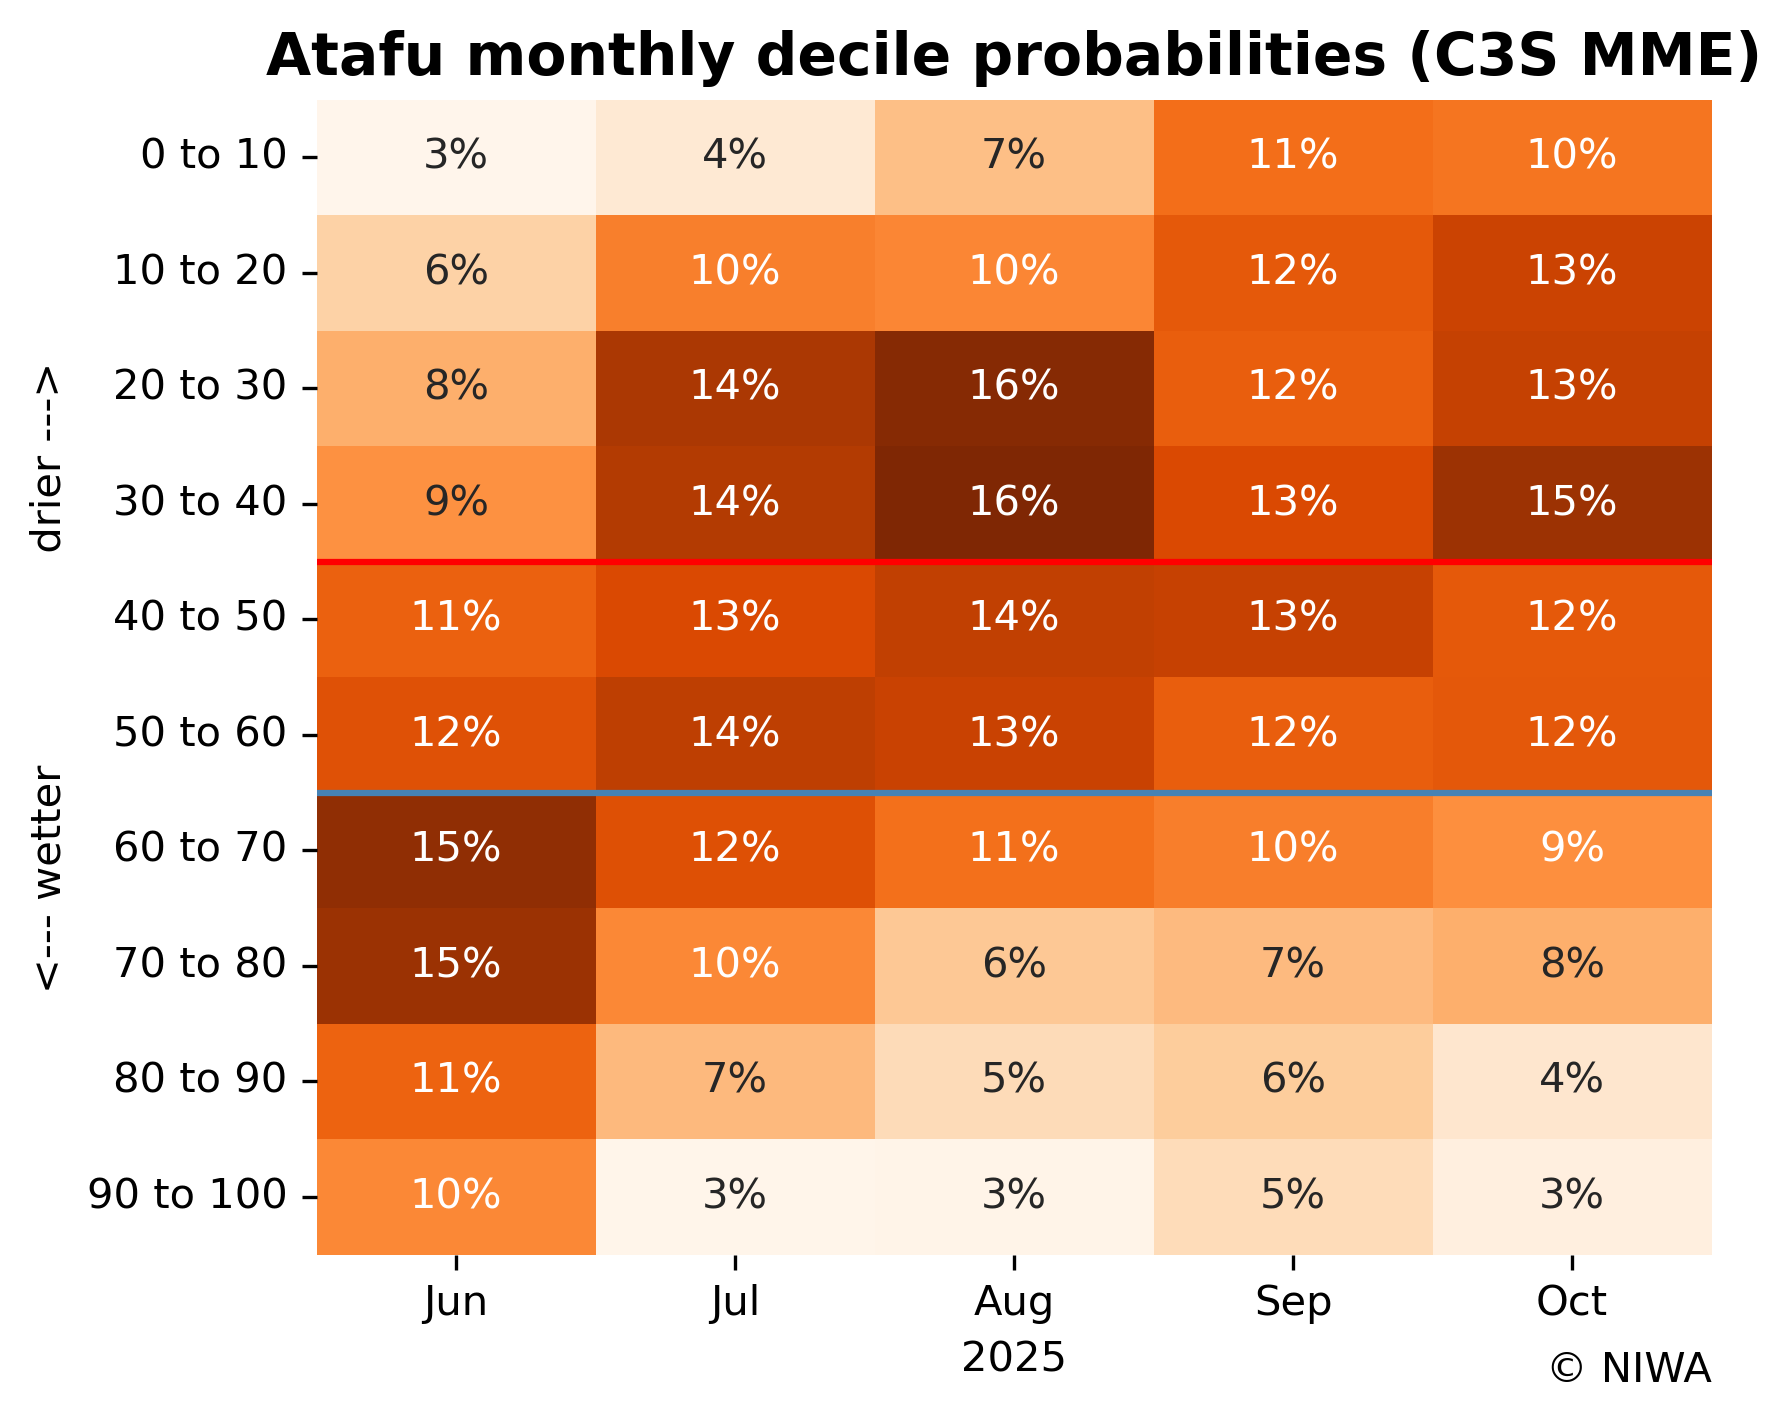 Atafu monthly decile probabilities (C3S MME)
0 to 10 3% 4% 7% 11% 10%
10 to 20 6% 10% 10% 12% 13%
20 to 30 8% 14% 16% 12% 13%
30 to 40 9% 14% 16% 13% 15%
40 to 50 11% 13% 14% 13% 12%
50 to 60 12% 14% 13% 12% 12%
60 to 70 15% 12% 11% 10% 9%
70 to 80 15% 10% 6% 7% 8%
80 to 90 11% 7% 5% 6% 4%
90 to 100 10% 3% 3% 5% 3%
<--- wetter drier --->
Jun Jul Aug Sep Oct
2025
© NIWA